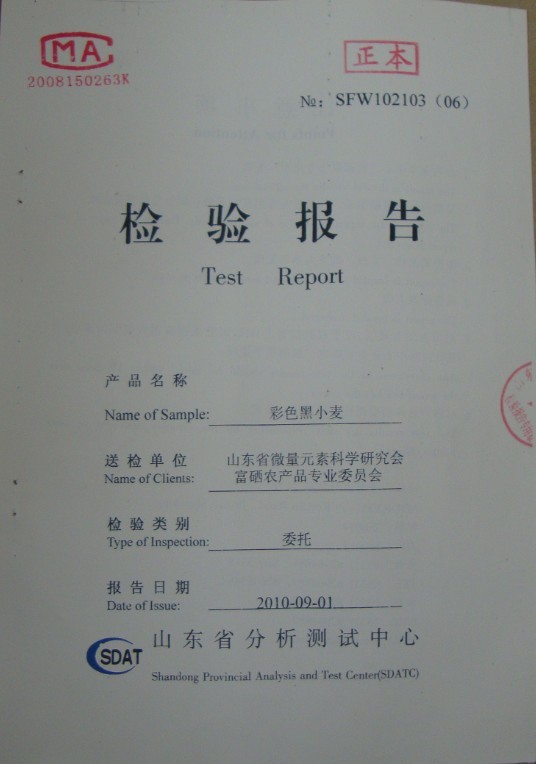 MA
2008150263K
正本
№: SFW102103（06）
检 验 报 告
Test Report
产 品 名 称
Name of Sample: 彩色黑小麦
送 检 单 位 山东省微量元素科学研究会
Name of Clients: 富硒农产品专业委员会
检 验 类 别
Type of Inspection: 委托
报 告 日 期
Date of Issue: 2010-09-01
SDAT 山 东 省 分 析 测 试 中 心
Shandong Provincial Analysis and Test Center(SDATC)